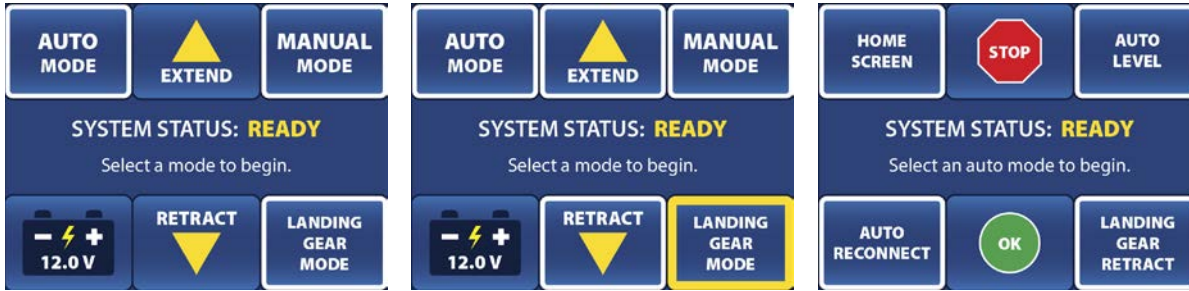 AUTO
MODE
EXTEND
MANUAL
MODE
SYSTEM STATUS: READY
Select a mode to begin.
12.0 V
RETRACT
LANDING
GEAR
MODE
AUTO
MODE
EXTEND
MANUAL
MODE
SYSTEM STATUS: READY
Select a mode to begin.
12.0 V
RETRACT
LANDING
GEAR
MODE
HOME
SCREEN
STOP
AUTO
LEVEL
SYSTEM STATUS: READY
Select an auto mode to begin.
AUTO
RECONNECT
OK
LANDING
GEAR
RETRACT